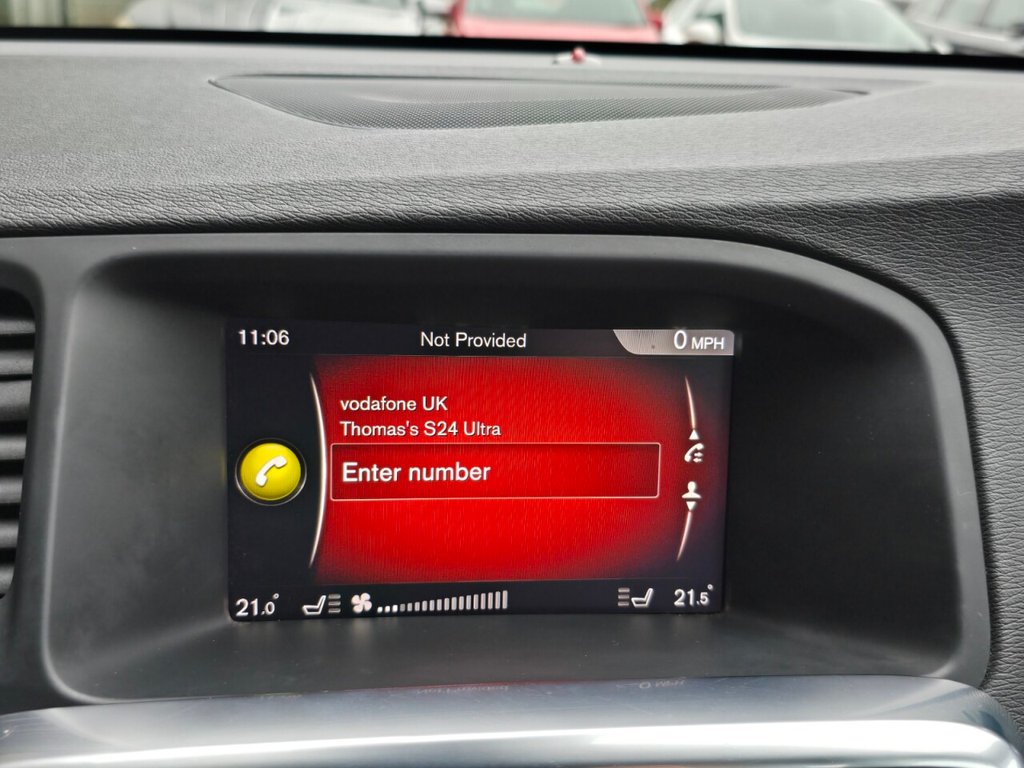 11:06 Not Provided 0 MPH
vodafone UK
Thomas's S24 Ultra
Enter number
21.0° 21.5°